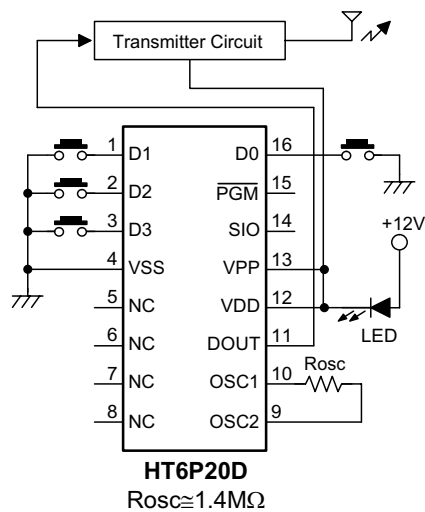 Transmitter Circuit
1 D1 D0 16
2 D2 PGM 15
3 D3 SIO 14
4 VSS VPP 13
+12V
5 NC VDD 12
LED
6 NC DOUT 11
7 NC OSC1 10 Rosc
8 NC OSC2 9
HT6P20D
Rosc≅1.4MΩ